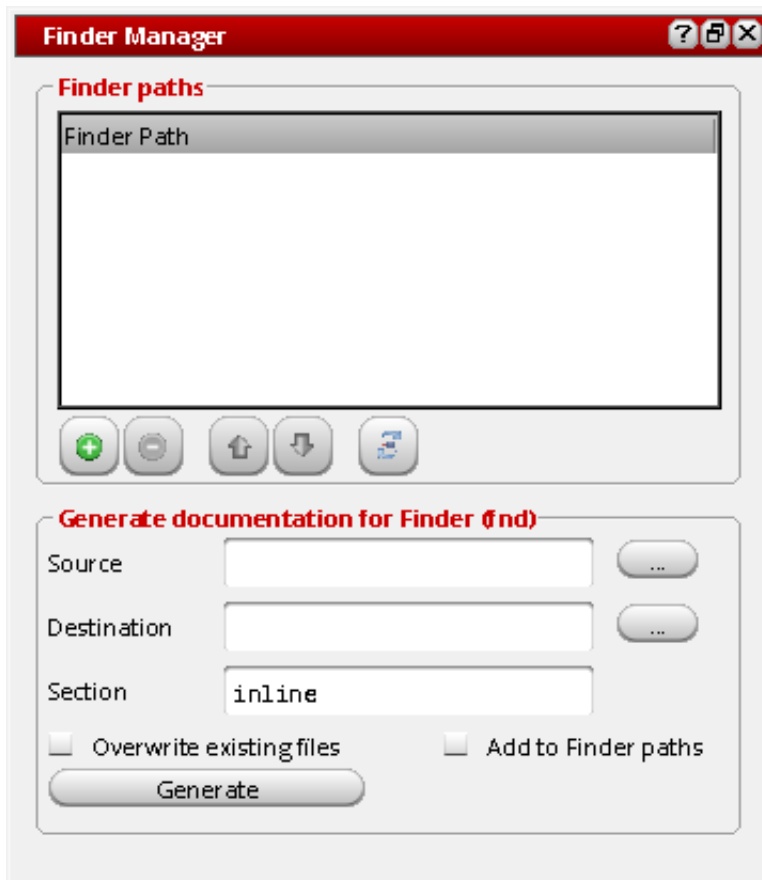 Finder Manager
Finder paths
Finder Path
Generate documentation for Finder (fnd)
Source
...
Destination
...
Section
inline
Overwrite existing files
Add to Finder paths
Generate